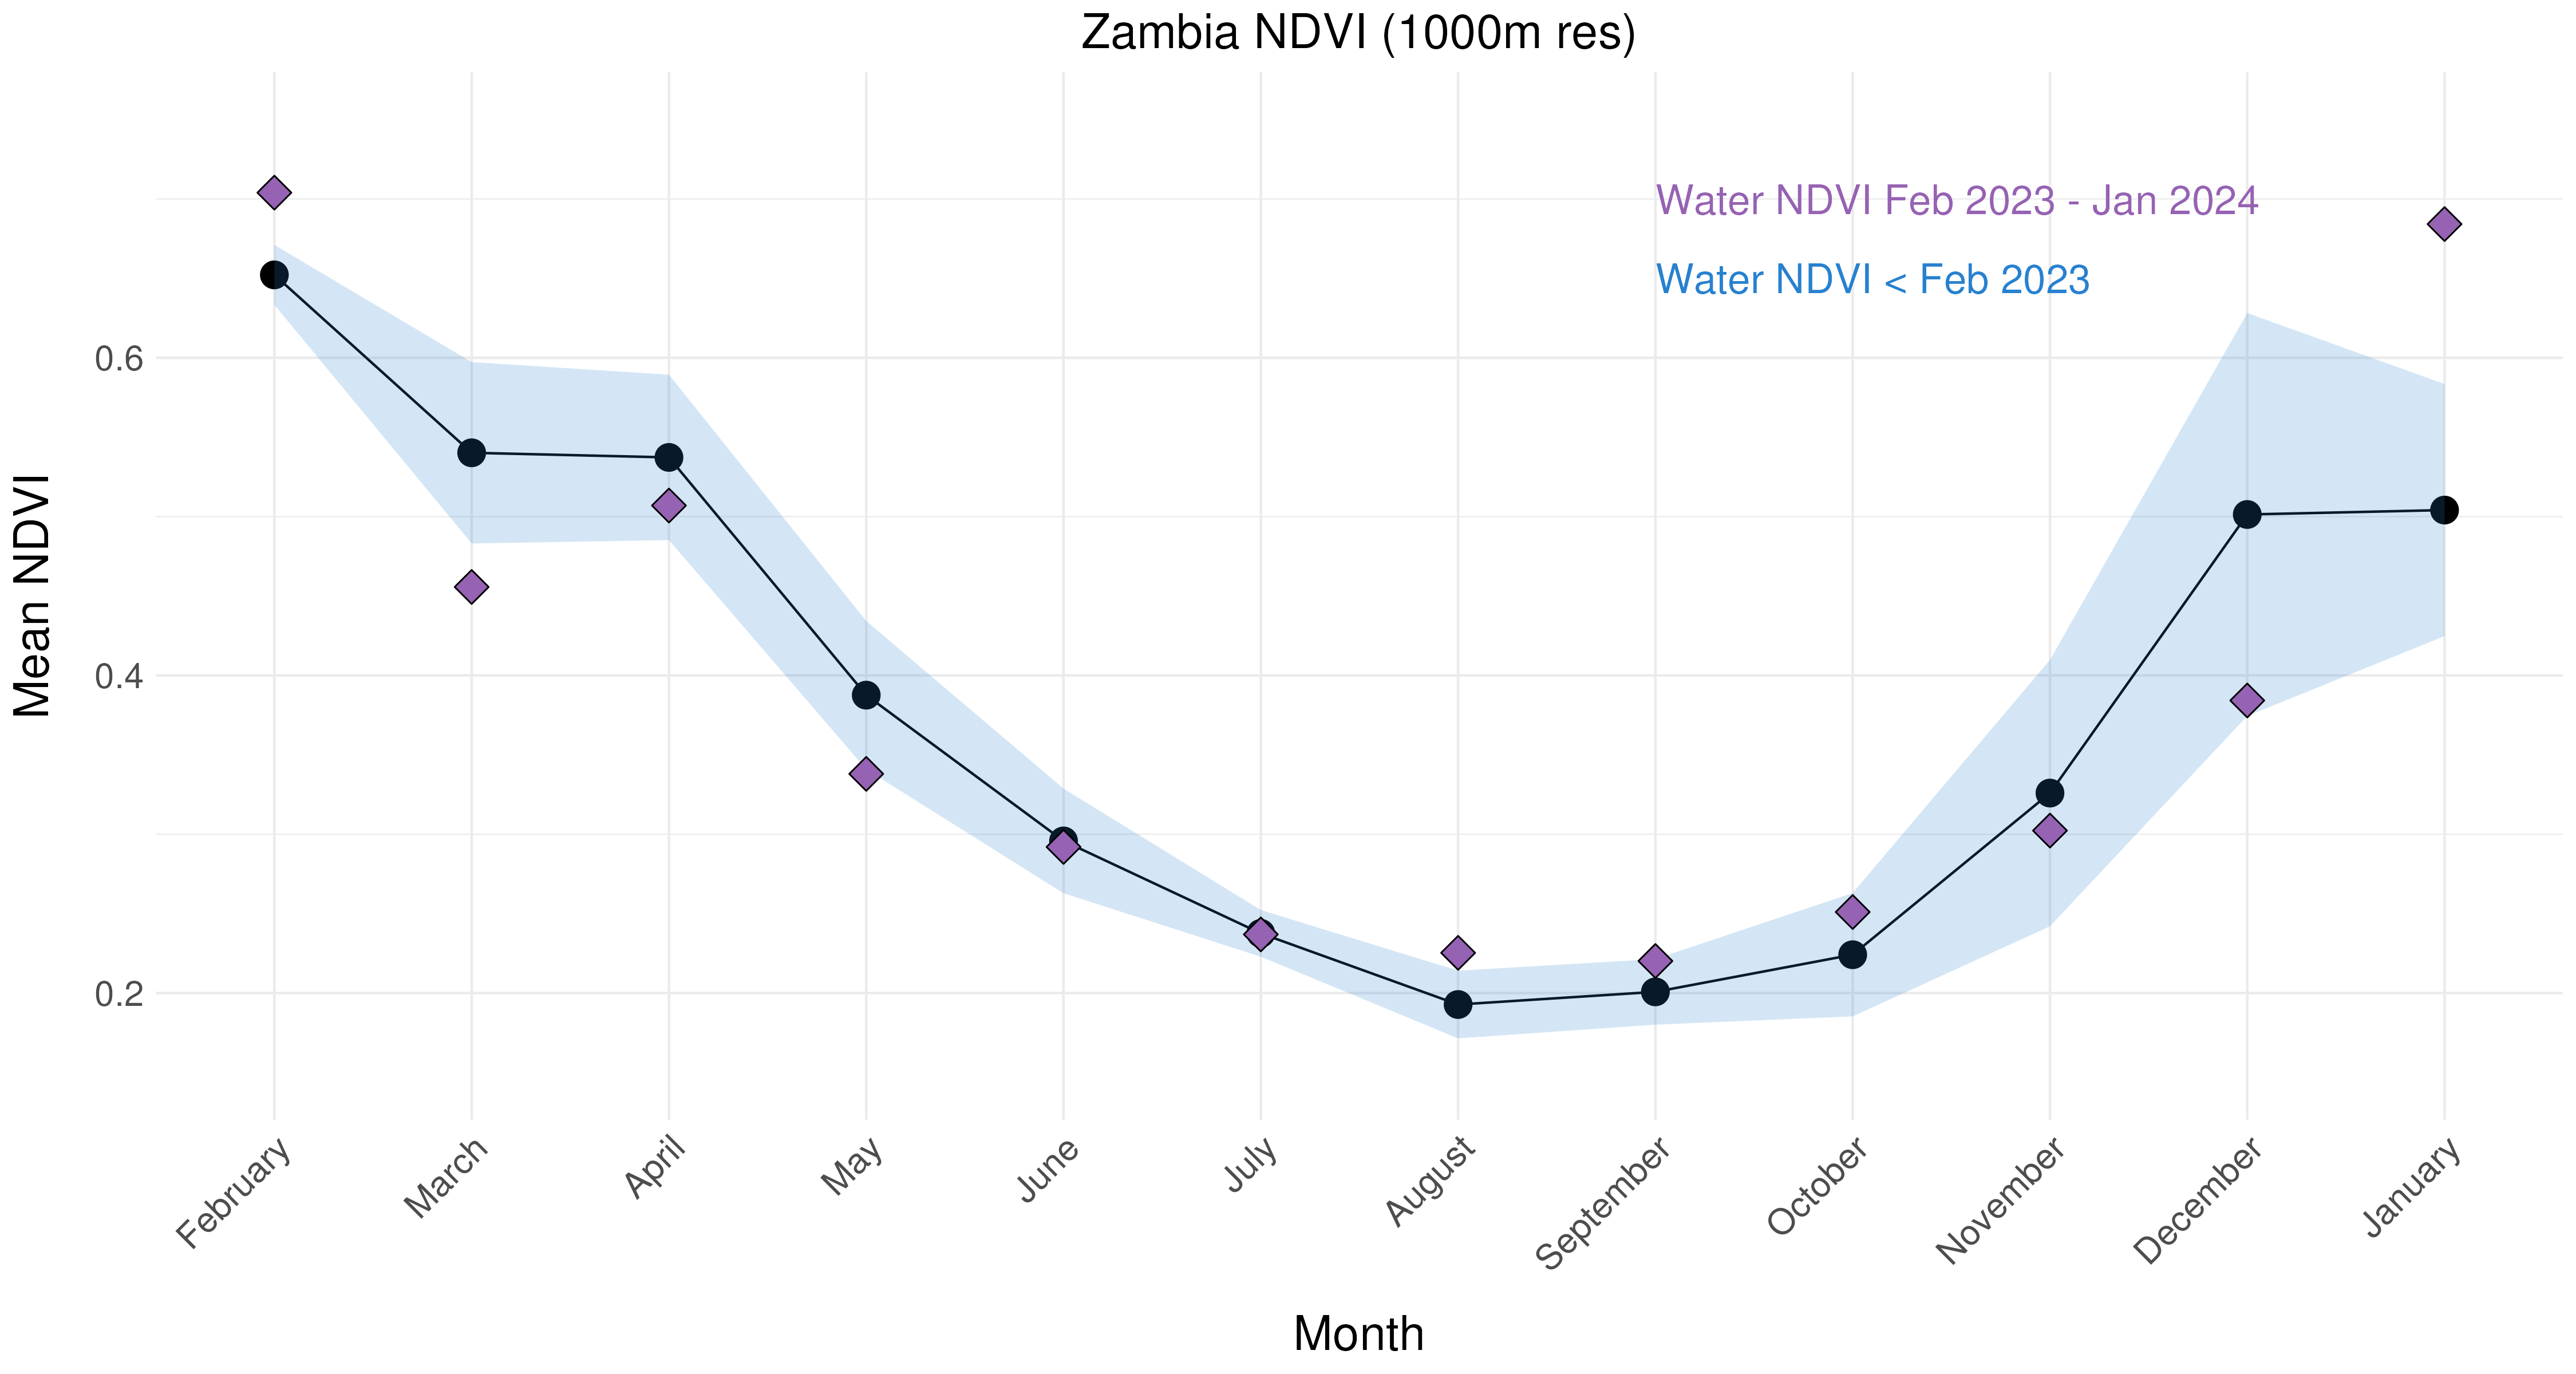 Zambia NDVI (1000m res)
Water NDVI Feb 2023 - Jan 2024
Water NDVI < Feb 2023
Mean NDVI
0.6
0.4
0.2
February
March
April
May
June
July
August
September
October
November
December
January
Month